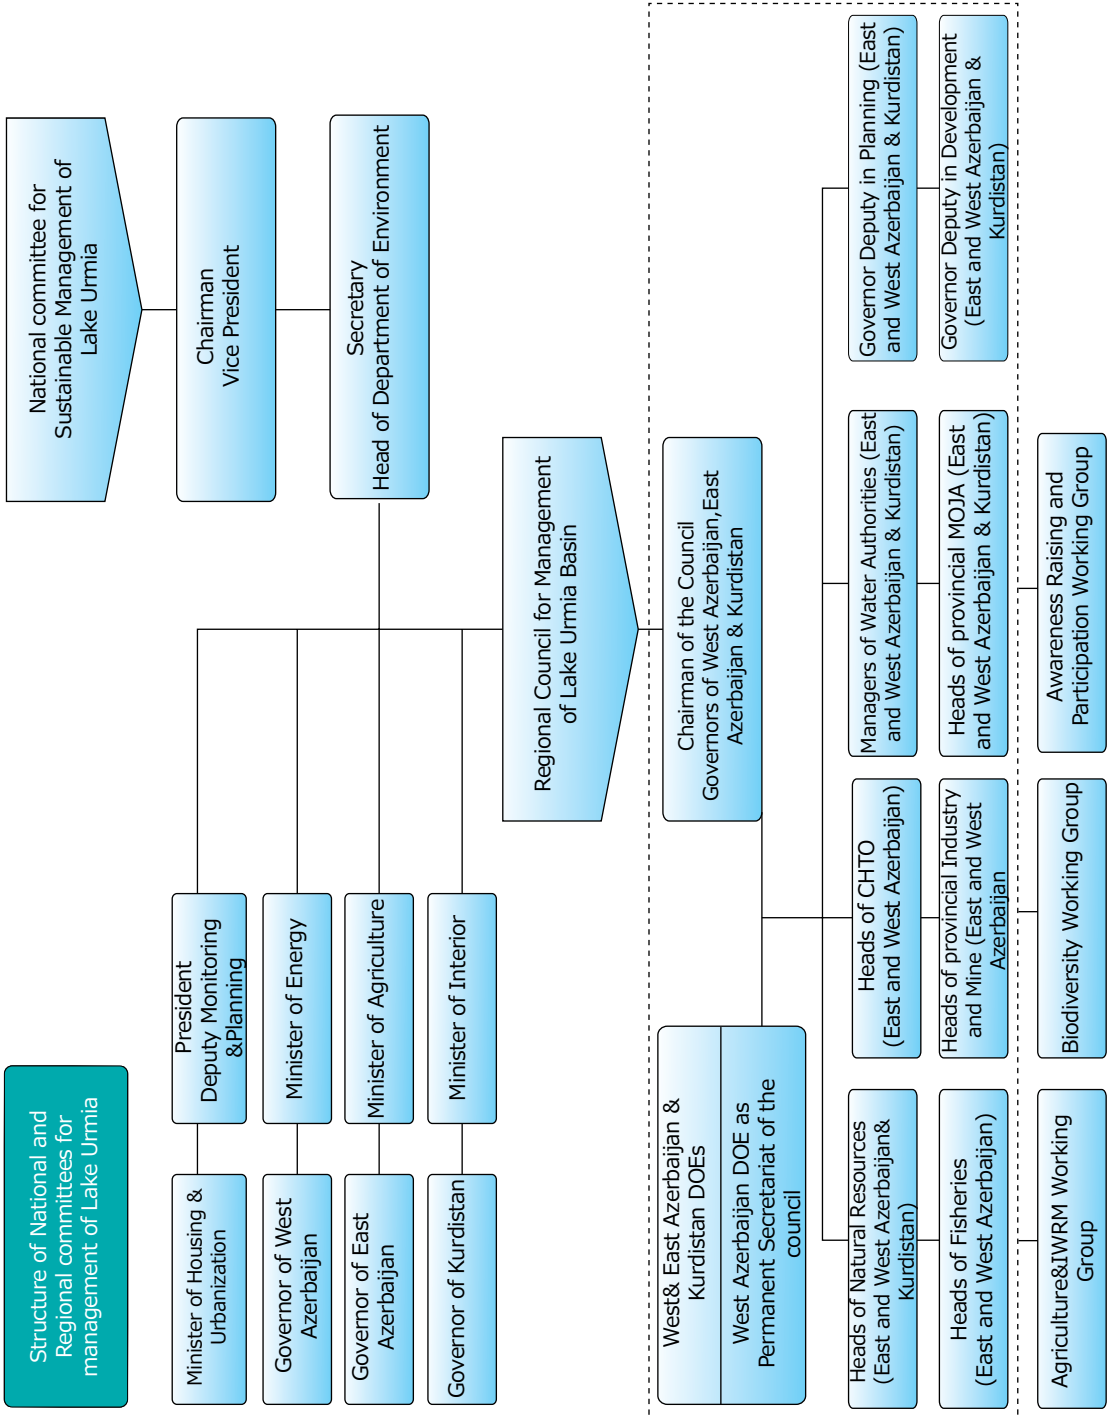 Structure of National and
Regional committees for
management of Lake Urmia
National committee for
Sustainable Management of
Lake Urmia
Chairman
Vice President
Secretary
Head of Department of Environment
President
Deputy Monitoring
&Planning
Minister of Housing &
Urbanization
Minister of Energy
Governor of West
Azerbaijan
Minister of Agriculture
Governor of East
Azerbaijan
Minister of Interior
Governor of Kurdistan
Regional Council for Management
of Lake Urmia Basin
Chairman of the Council
Governors of West Azerbaijan,East
Azerbaijan & Kurdistan
West& East Azerbaijan &
Kurdistan DOEs
West Azerbaijan DOE as
Permanent Secretariat of the
council
Heads of Natural Resources
(East and West Azerbaijan&
Kurdistan)
Heads of CHTO
(East and West Azerbaijan)
Managers of Water Authorities (East
and West Azerbaijan & Kurdistan)
Governor Deputy in Planning (East
and West Azerbaijan & Kurdistan)
Heads of Fisheries
(East and West Azerbaijan)
Heads of provincial Industry
and Mine (East and West
Azerbaijan
Heads of provincial MOJA (East
and West Azerbaijan & Kurdistan)
Governor Deputy in Development
(East and West Azerbaijan &
Kurdistan)
Agriculture&IWRM Working
Group
Biodiversity Working Group
Awareness Raising and
Participation Working Group